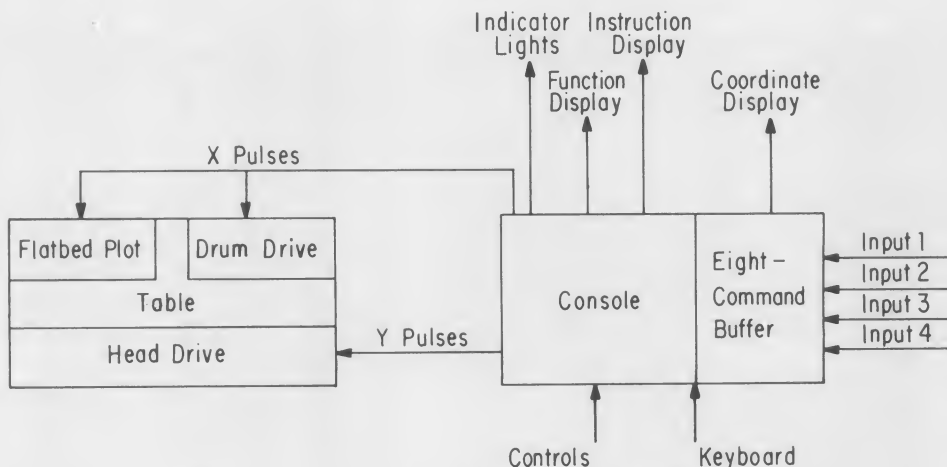 Indicator
Lights
Instruction
Display
Function
Display
Coordinate
Display
X Pulses
Flatbed Plot
Drum Drive
Table
Head Drive
Y Pulses
Console
Eight-
Command
Buffer
Input 1
Input 2
Input 3
Input 4
Controls
Keyboard